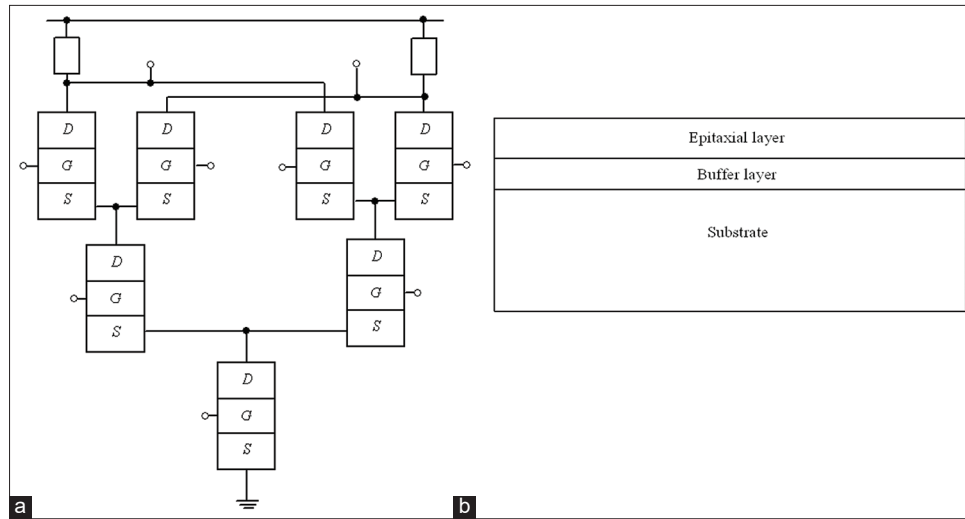 D D D D
G G G G
S S S S
D D
G G
S S
D
G
S
a
Epitaxial layer
Buffer layer
Substrate
b